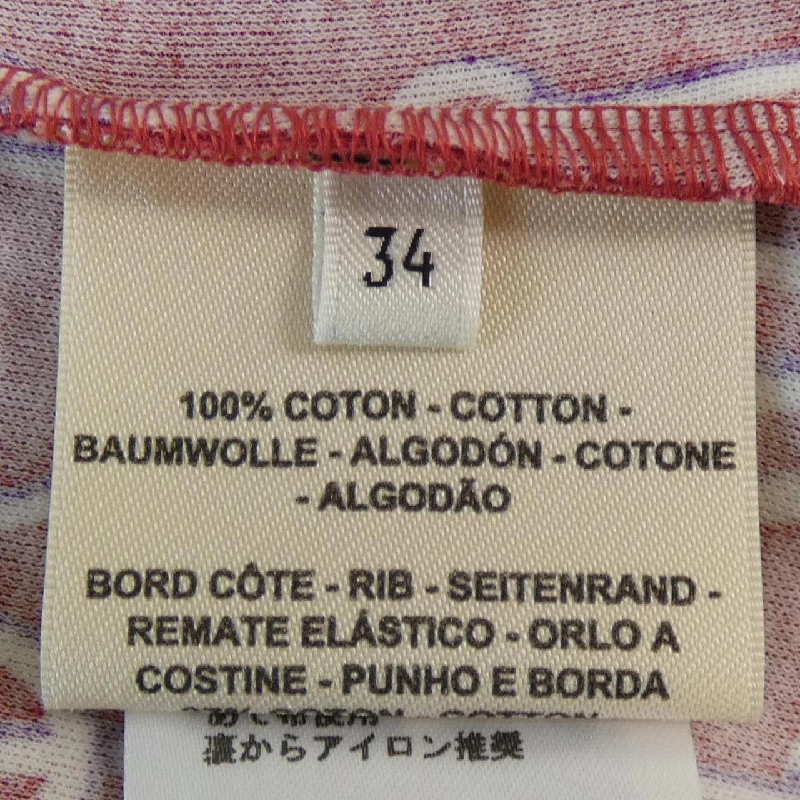 34
100% COTON - COTTON -
BAUMWOLLE - ALGODÓN - COTONE
- ALGODÃO
BORD CÔTE - RIB - SEITENRAND -
REMATE ELÁSTICO - ORLO A
COSTINE - PUNHO E BORDA
COTTON
裏からアイロン推奨